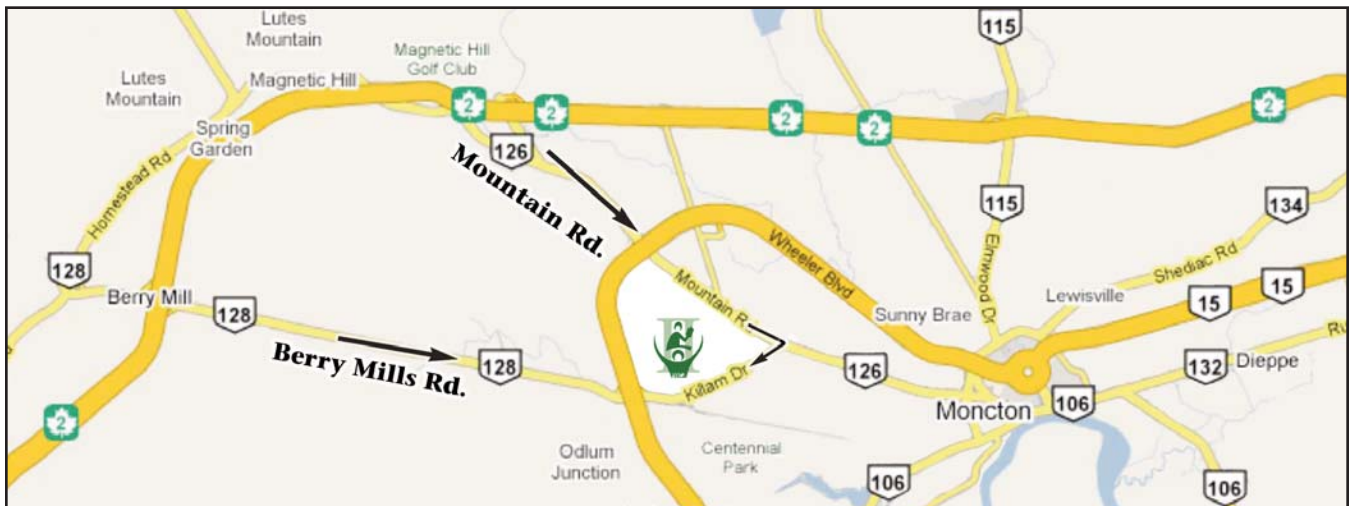 Lutes
Mountain
115
Magnetic Hill
Golf Club
Lutes
Mountain
Magnetic Hill
2
2
2
2
2
Spring
Garden
126
Mountain Rd.
Homestead Rd
115
134
Elmwood Dr
Shediac Rd
128
Berry Mill
128
Wheeler Blvd
Mountain Rd
Lewisville
15
15
Sunny Brae
Berry Mills Rd.
128
H
Killam Dr
126
132
Dieppe
Ru
Moncton
106
2
Odlum
Junction
Centennial
Park
106
106